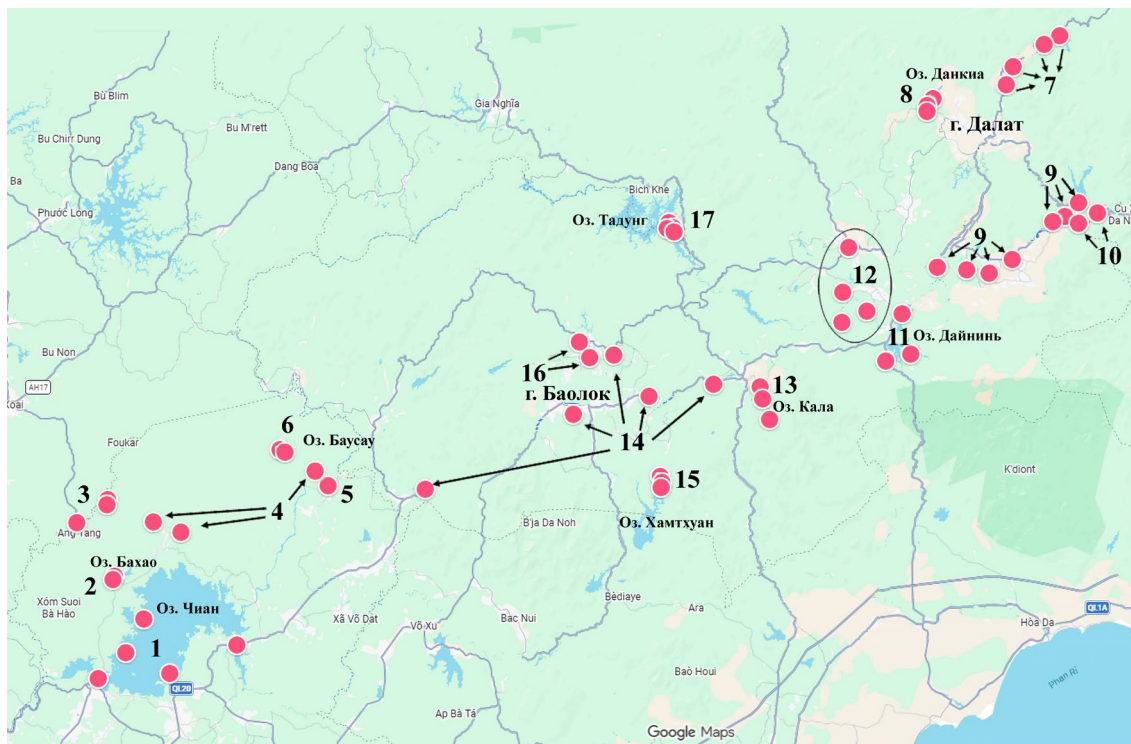 Bù Blim
Bu Chirr Dung
Ba
Phước Long
Bu M'rett
Dang Boa
Gia Nghĩa
Оз. Данкиа
8
7
г. Далат
Bich Khe
Оз. Тадунг
17
9
Cu X
Da N
10
9
12
11
Оз. Дайнинь
Bu Non
AH17
Xoài
16
г. Баолок
13
Оз. Кала
14
Foukar
6
Оз. Баусау
5
3
4
Ang Yang
15
K'diont
B'ja Da Noh
Оз. Хамтхуан
Оз. Бахао
2
Xóm Suoi
Bà Hào
Оз. Чиан
1
QL20
Xã Võ Dat
Võ Xu
Bac Nui
Bèdiaye
Ara
QL1A
Hòa Da
Baò Houi
Phan Ri
Ap Bà Tá
Google Maps